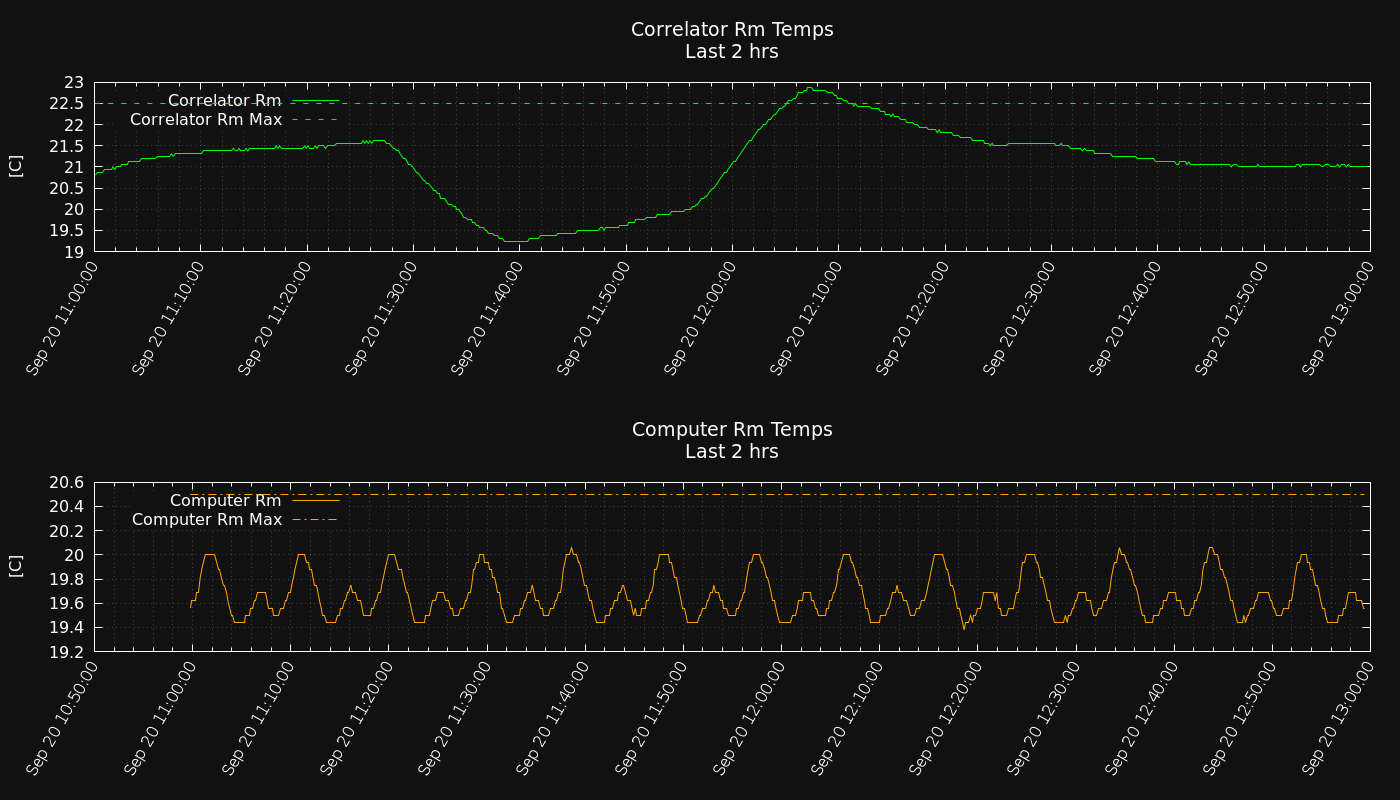 Correlator Rm Temps
Last 2 hrs
23
22.5
22
21.5
21
20.5
20
19.5
19
[C]
Correlator Rm
Correlator Rm Max
Sep 20 11:00:00
Sep 20 11:10:00
Sep 20 11:20:00
Sep 20 11:30:00
Sep 20 11:40:00
Sep 20 11:50:00
Sep 20 12:00:00
Sep 20 12:10:00
Sep 20 12:20:00
Sep 20 12:30:00
Sep 20 12:40:00
Sep 20 12:50:00
Sep 20 13:00:00
Computer Rm Temps
Last 2 hrs
20.6
20.4
20.2
20
19.8
19.6
19.4
19.2
[C]
Computer Rm
Computer Rm Max
Sep 20 10:50:00
Sep 20 11:00:00
Sep 20 11:10:00
Sep 20 11:20:00
Sep 20 11:30:00
Sep 20 11:40:00
Sep 20 11:50:00
Sep 20 12:00:00
Sep 20 12:10:00
Sep 20 12:20:00
Sep 20 12:30:00
Sep 20 12:40:00
Sep 20 12:50:00
Sep 20 13:00:00